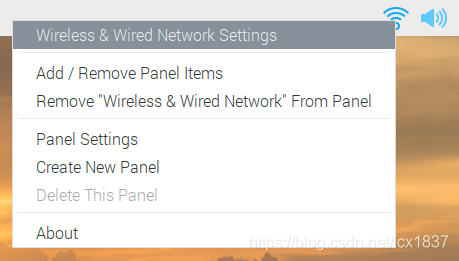 Wireless & Wired Network Settings
Add / Remove Panel Items
Remove "Wireless & Wired Network" From Panel
Panel Settings
Create New Panel
Delete This Panel
About
https://blog.csdn.net/cx1837